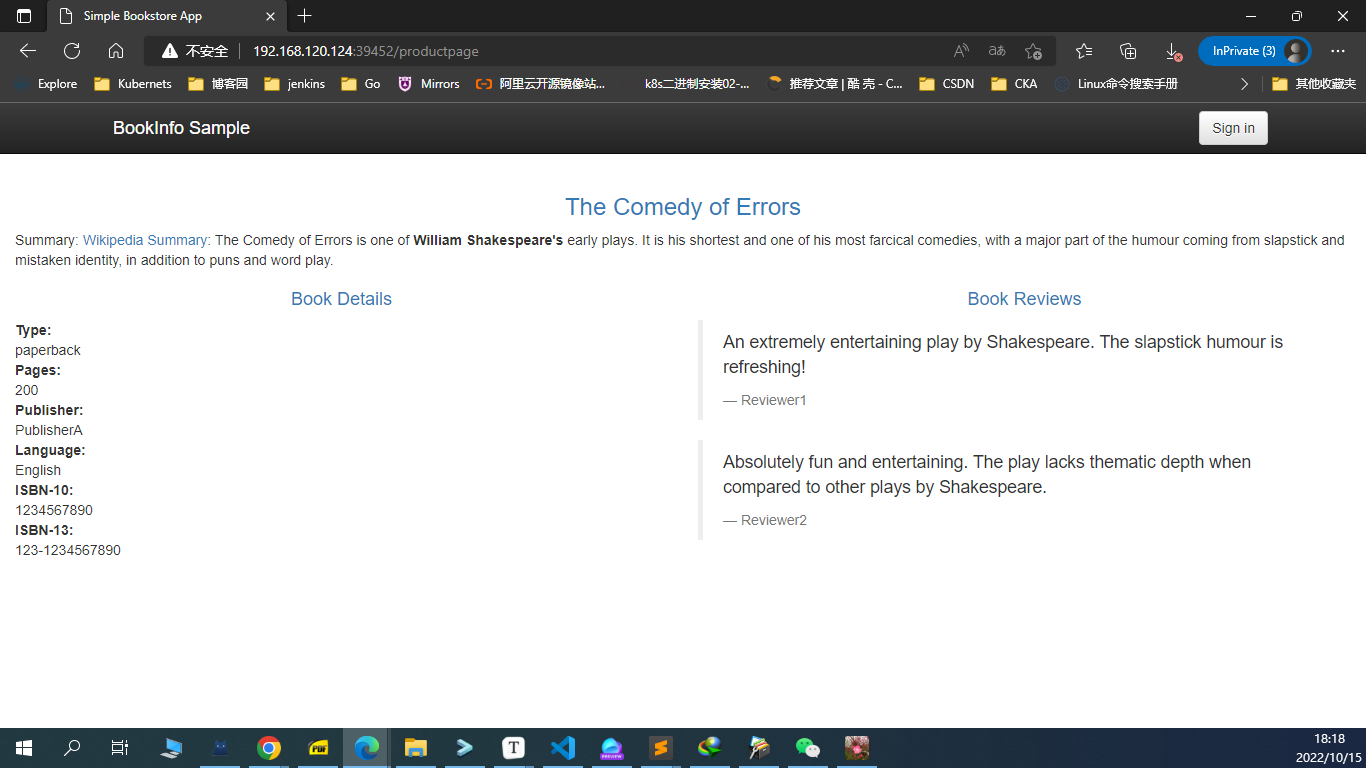 Simple Bookstore App
不安全
192.168.120.124:39452/productpage
InPrivate (3)
Explore Kubernets 博客园 jenkins Go Mirrors 阿里云开源镜像站... k8s二进制安装02-... 推荐文章 | 酷 壳 - C... CSDN CKA Linux命令搜索手册 其他收藏夹
BookInfo Sample
Sign in
The Comedy of Errors
Summary: Wikipedia Summary: The Comedy of Errors is one of William Shakespeare's early plays. It is his shortest and one of his most farcical comedies, with a major part of the humour coming from slapstick and
mistaken identity, in addition to puns and word play.
Book Details
Type:
paperback
Pages:
200
Publisher:
PublisherA
Language:
English
ISBN-10:
1234567890
ISBN-13:
123-1234567890
Book Reviews
An extremely entertaining play by Shakespeare. The slapstick humour is
refreshing!
— Reviewer1
Absolutely fun and entertaining. The play lacks thematic depth when
compared to other plays by Shakespeare.
— Reviewer2
PDF
T
PREVIEW
18:18
2022/10/15